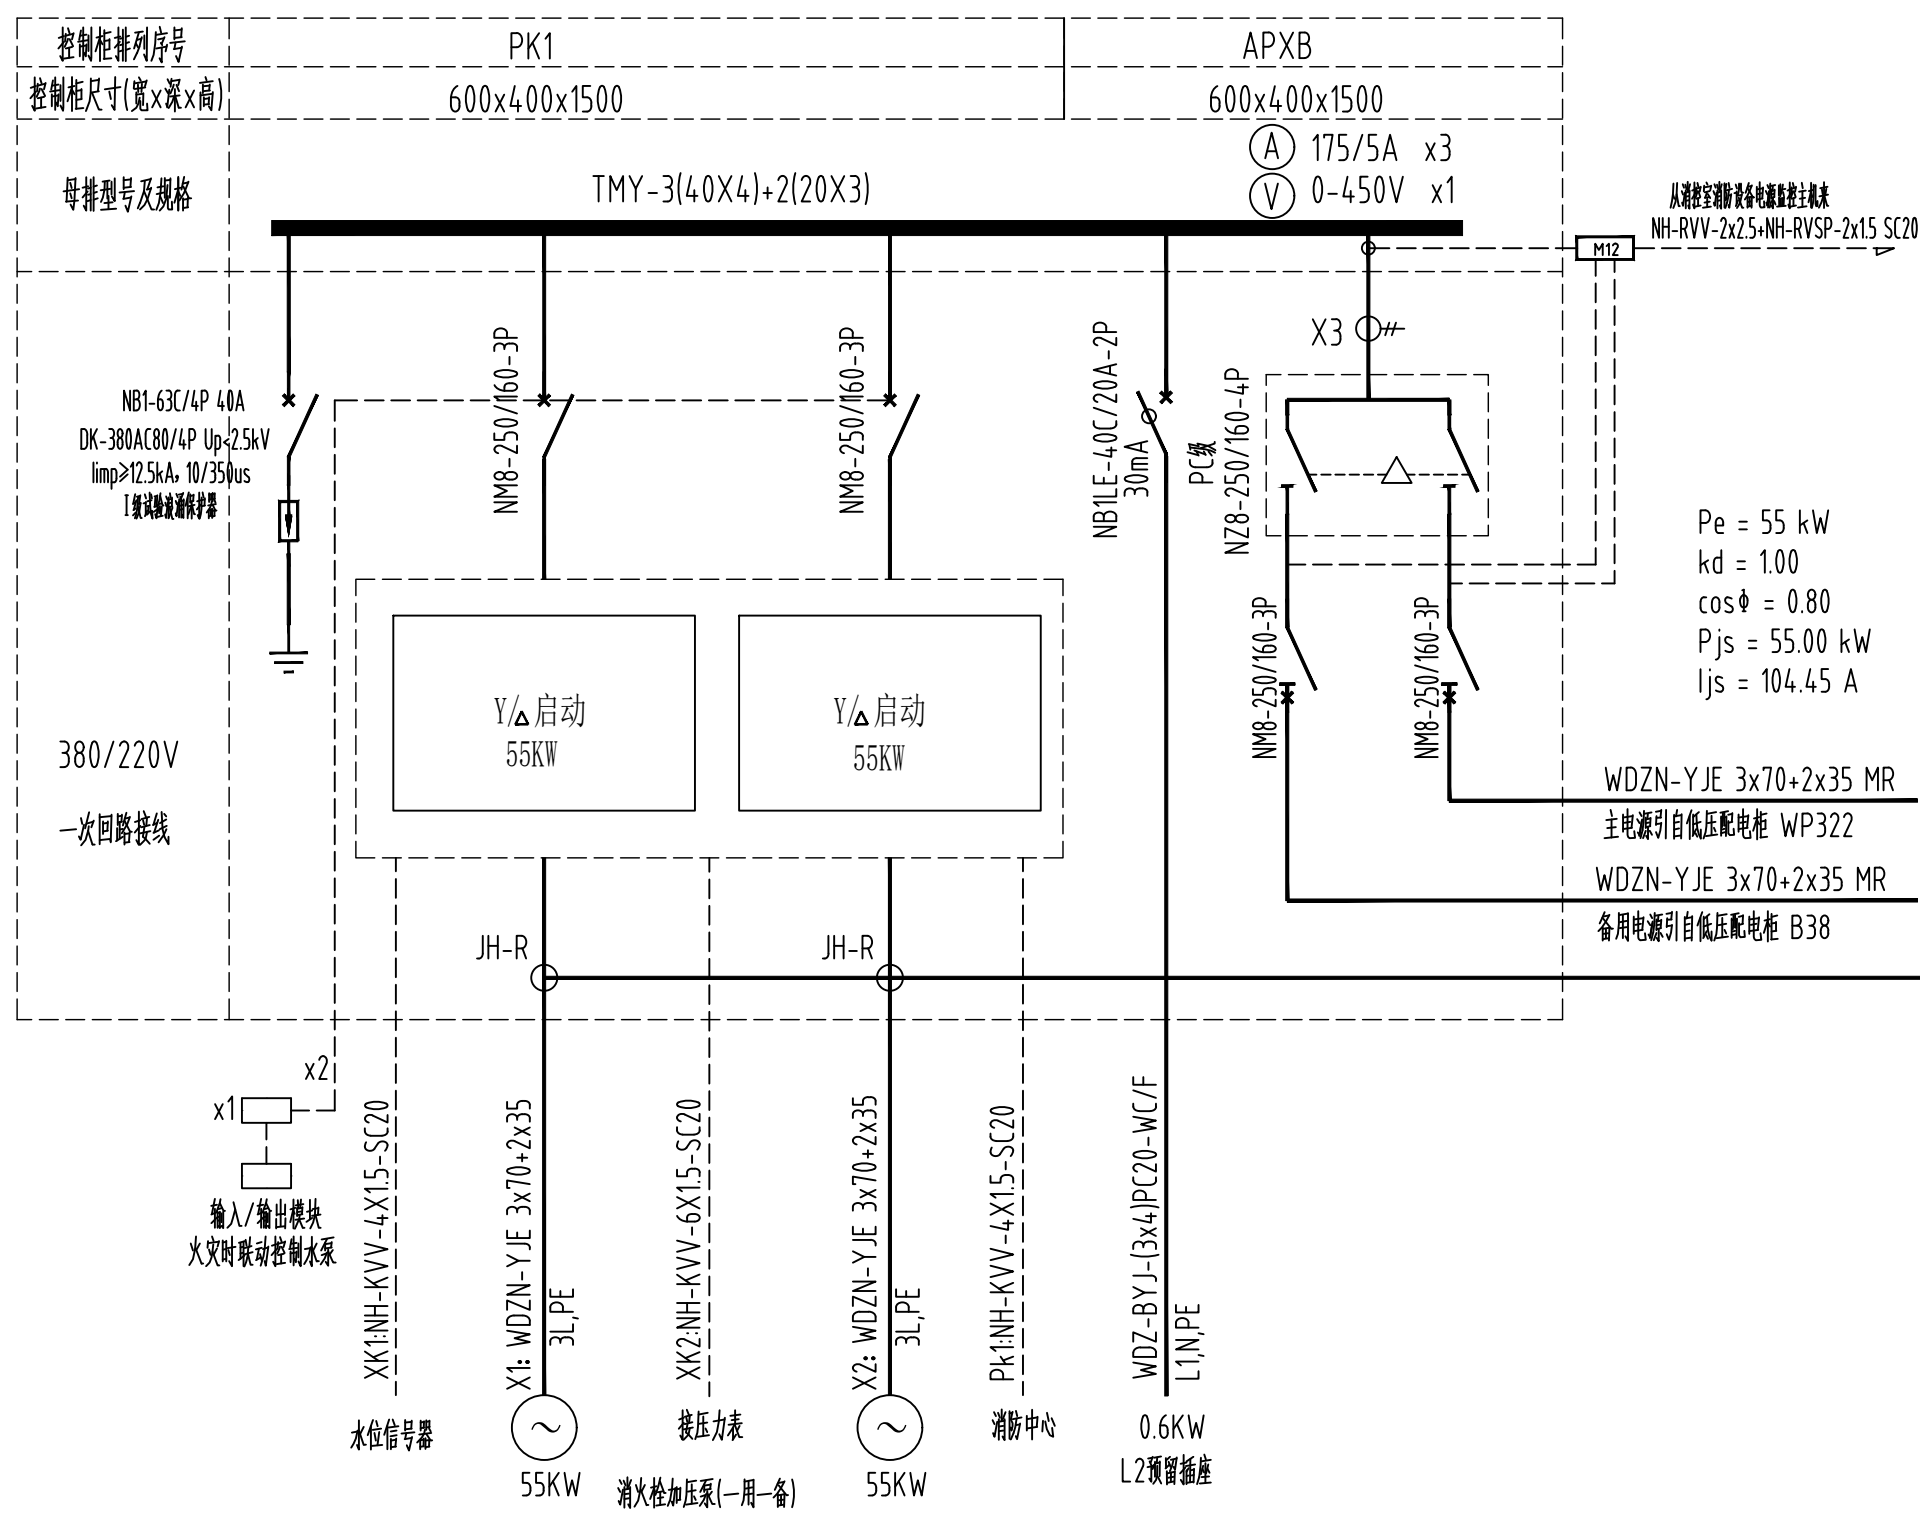 控制柜排列序号 PK1 APXB
控制柜尺寸(宽x深x高) 600x400x1500 600x400x1500
A 175/5A x3
V 0-450V x1
母排型号及规格
TMY-3(40X4)+2(20X3)
从消控室消防设备电源监控主机来
NH-RVV-2x2.5+NH-RVSP-2x1.5 SC20
M12
X3
NB1-63C/4P 40A
DK-380AC80/4P Up<2.5kV
Iimp≥12.5kA, 10/350us
I级试验浪涌保护器
NM8-250/160-3P
NM8-250/160-3P
NB1LE-40C/20A-2P
30mA
PC级
NZ8-250/160-4P
Pe = 55 kW
kd = 1.00
cosΦ = 0.80
Pjs = 55.00 kW
Ijs = 104.45 A
NM8-250/160-3P
NM8-250/160-3P
Y/△启动
55KW
Y/△启动
55KW
380/220V
一次回路接线
WDZN-YJE 3x70+2x35 MR
主电源引自低压配电柜 WP322
WDZN-YJE 3x70+2x35 MR
备用电源引自低压配电柜 B38
JH-R
JH-R
x2
x1
输入/输出模块
火灾时联动控制水泵
XK1:NH-KVV-4X1.5-SC20
X1: WDZN-YJE 3x70+2x35
3L,PE
XK2:NH-KVV-6X1.5-SC20
X2: WDZN-YJE 3x70+2x35
3L,PE
Pk1:NH-KVV-4X1.5-SC20
WDZ-BYJ-(3x4)PC20-WC/F
L1,N,PE
水位信号器
~
55KW
接压力表
~
55KW
消防中心
0.6KW
L2预留插座
消火栓加压泵(一用一备)